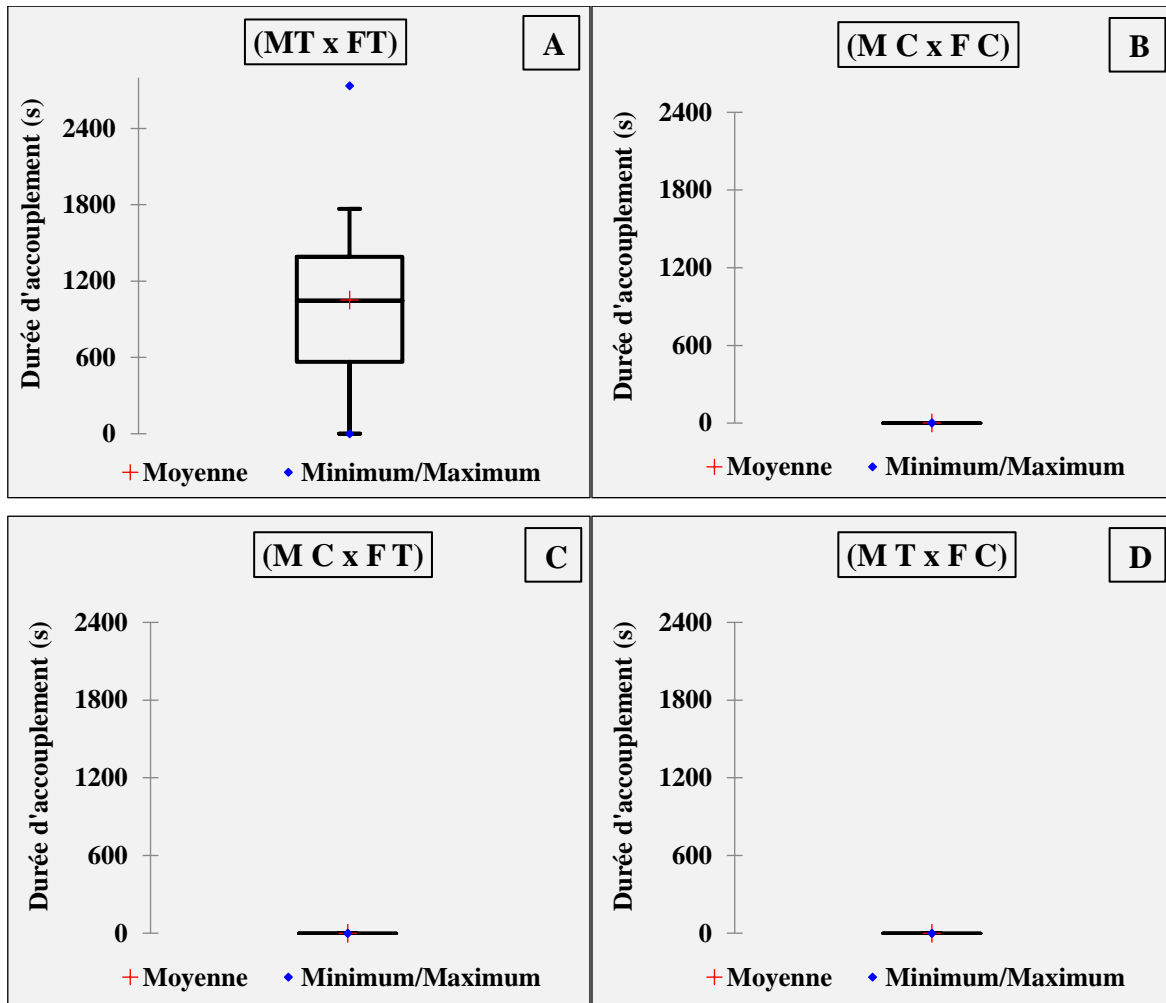 (MT x FT)
A
Durée d'accouplement (s)
2400
1800
1200
600
0
Moyenne Minimum/Maximum
(M C x F C)
B
Durée d'accouplement (s)
2400
1800
1200
600
0
Moyenne Minimum/Maximum
(M C x F T)
C
Durée d'accouplement (s)
2400
1800
1200
600
0
Moyenne Minimum/Maximum
(M T x F C)
D
Durée d'accouplement (s)
2400
1800
1200
600
0
Moyenne Minimum/Maximum